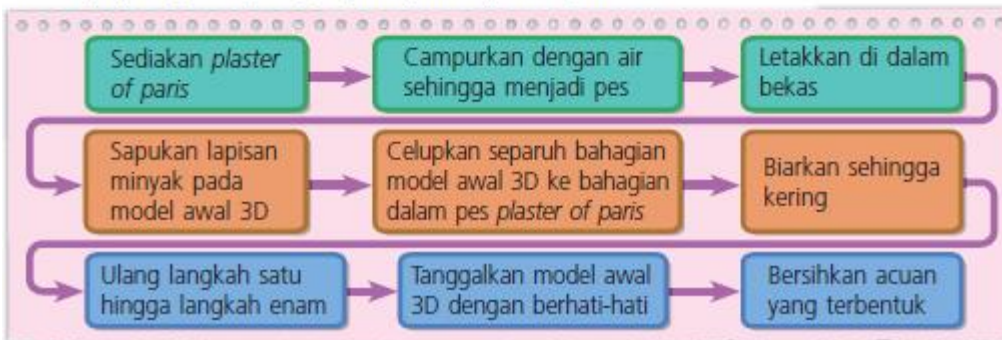 Sediakan plaster
of paris
Campurkan dengan air
sehingga menjadi pes
Letakkan di dalam
bekas
Sapukan lapisan
minyak pada
model awal 3D
Celupkan separuh bahagian
model awal 3D ke bahagian
dalam pes plaster of paris
Biarkan sehingga
kering
Ulang langkah satu
hingga langkah enam
Tanggalkan model awal
3D dengan berhati-hati
Bersihkan acuan
yang terbentuk